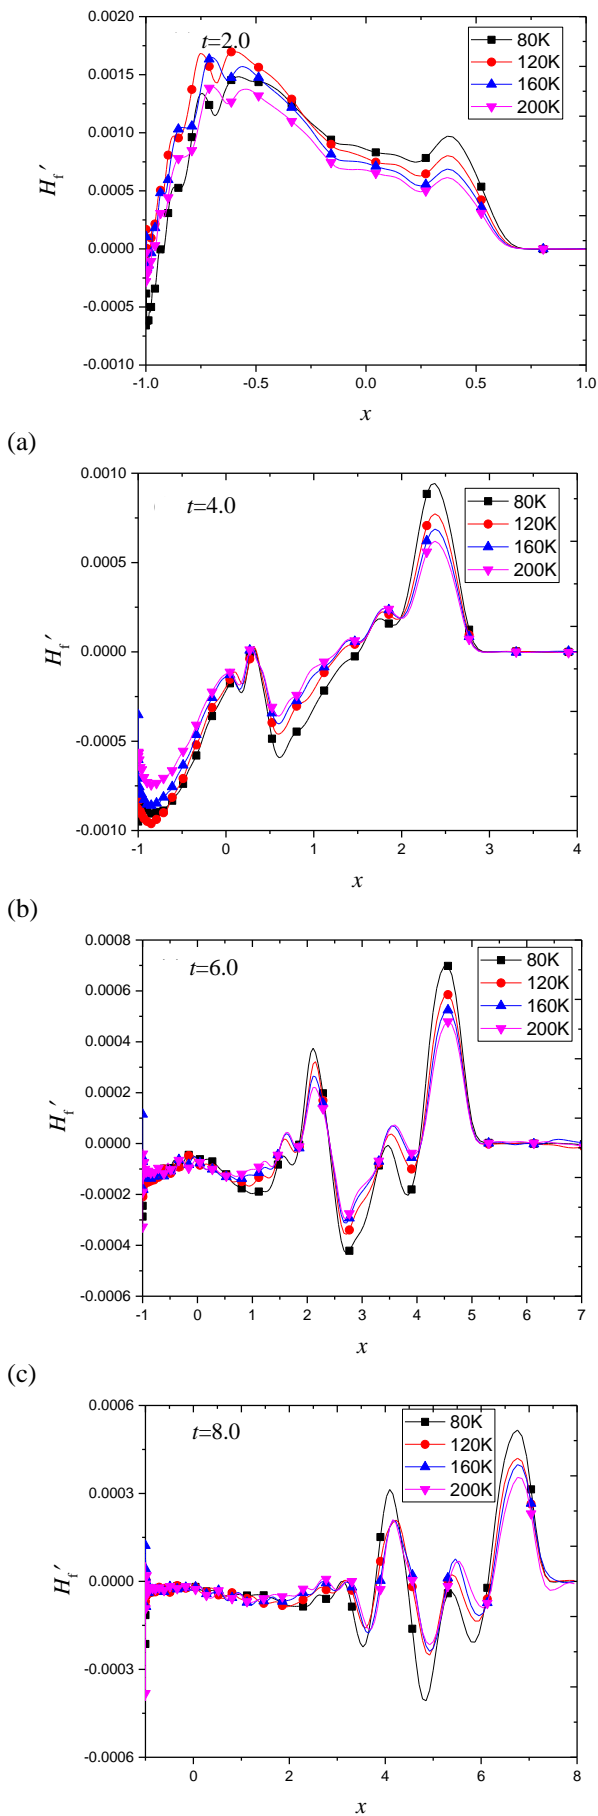 t=2.0
80K
120K
160K
200K
0.0020
0.0015
0.0010
0.0005
0.0000
-0.0005
-0.0010
H_f′
-1.0 -0.5 0.0 0.5 1.0
x
(a)
t=4.0
80K
120K
160K
200K
0.0010
0.0005
0.0000
-0.0005
-0.0010
H_f′
-1 0 1 2 3 4
x
(b)
t=6.0
80K
120K
160K
200K
0.0008
0.0006
0.0004
0.0002
0.0000
-0.0002
-0.0004
-0.0006
H_f′
-1 0 1 2 3 4 5 6 7
x
(c)
t=8.0
80K
120K
160K
200K
0.0006
0.0003
0.0000
-0.0003
-0.0006
H_f′
0 2 4 6 8
x